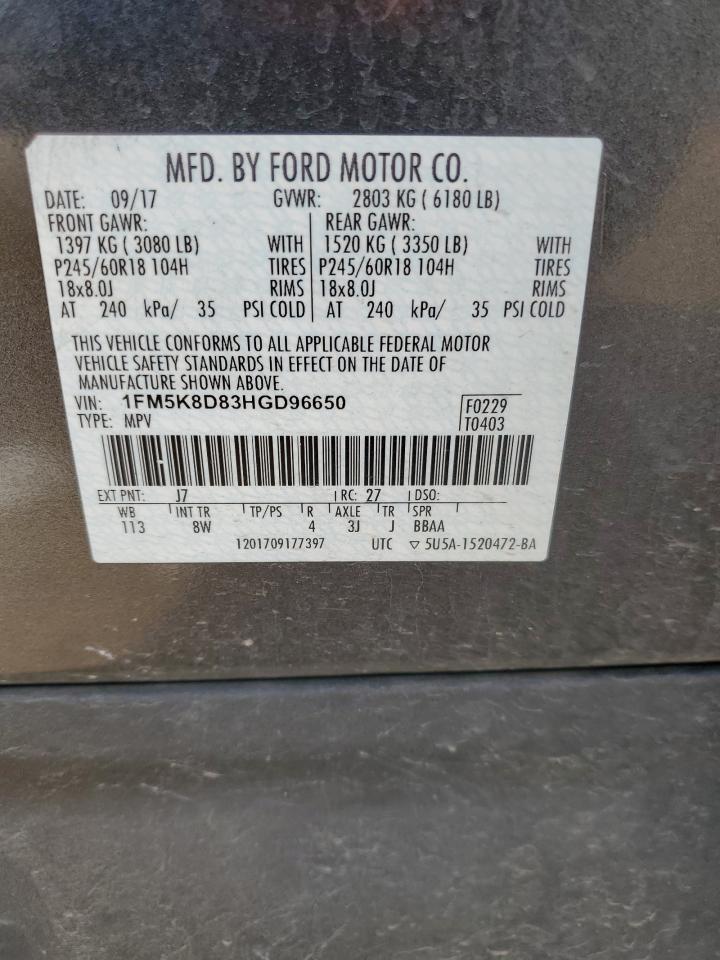 MFD. BY FORD MOTOR CO.
DATE: 09/17 GVWR: 2803 KG ( 6180 LB)
FRONT GAWR: REAR GAWR:
1397 KG ( 3080 LB) WITH 1520 KG ( 3350 LB) WITH
P245/60R18 104H TIRES P245/60R18 104H TIRES
18x8.0J RIMS 18x8.0J RIMS
AT 240 kPa/ 35 PSI COLD AT 240 kPa/ 35 PSI COLD
THIS VEHICLE CONFORMS TO ALL APPLICABLE FEDERAL MOTOR
VEHICLE SAFETY STANDARDS IN EFFECT ON THE DATE OF
MANUFACTURE SHOWN ABOVE.
VIN: 1FM5K8D83HGD96650 F0229
TYPE: MPV T0403
EXT PNT: J7 RC: 27 DSO:
WB INT TR TP/PS R AXLE TR SPR
113 8W 4 3J J BBAA
1201709177397 UTC ▽ 5U5A-1520472-BA